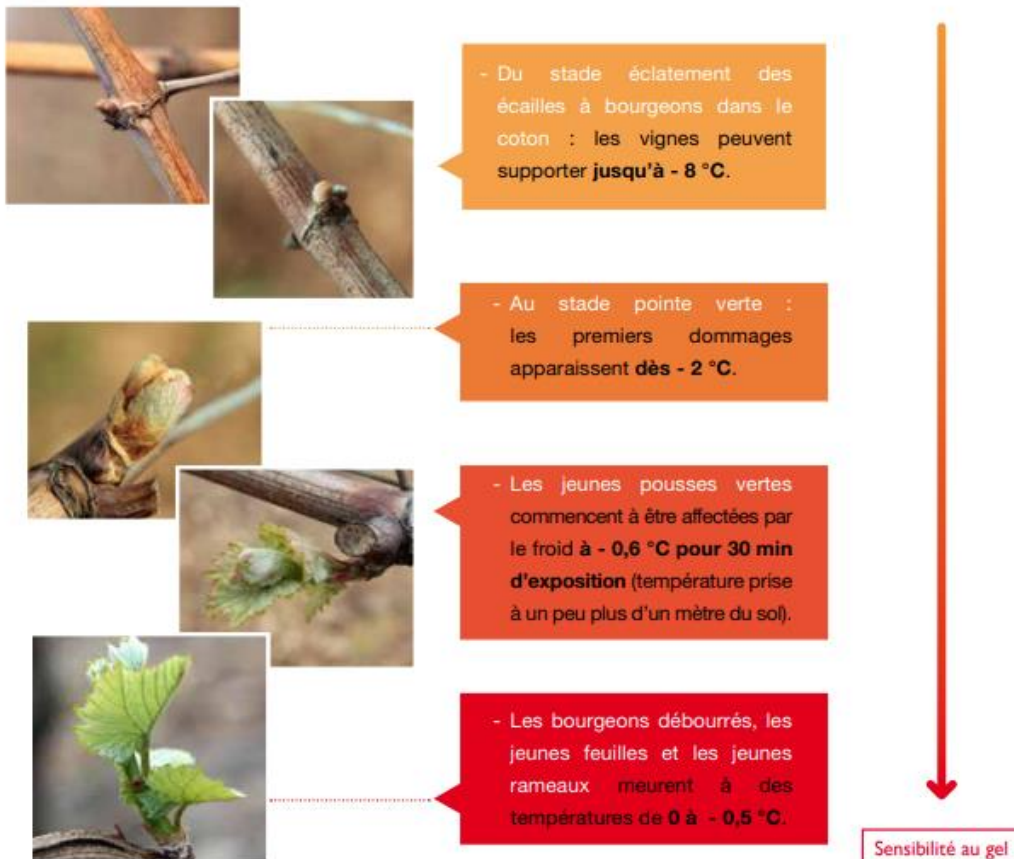 - Du stade éclatement des
écailles à bourgeons dans le
coton : les vignes peuvent
supporter jusqu'à - 8 °C.
- Au stade pointe verte :
les premiers dommages
apparaissent dès - 2 °C.
- Les jeunes pousses vertes
commencent à être affectées par
le froid à - 0,6 °C pour 30 min
d'exposition (température prise
à un peu plus d'un mètre du sol).
- Les bourgeons débourrés, les
jeunes feuilles et les jeunes
rameaux meurent à des
températures de 0 à - 0,5 °C.
Sensibilité au gel